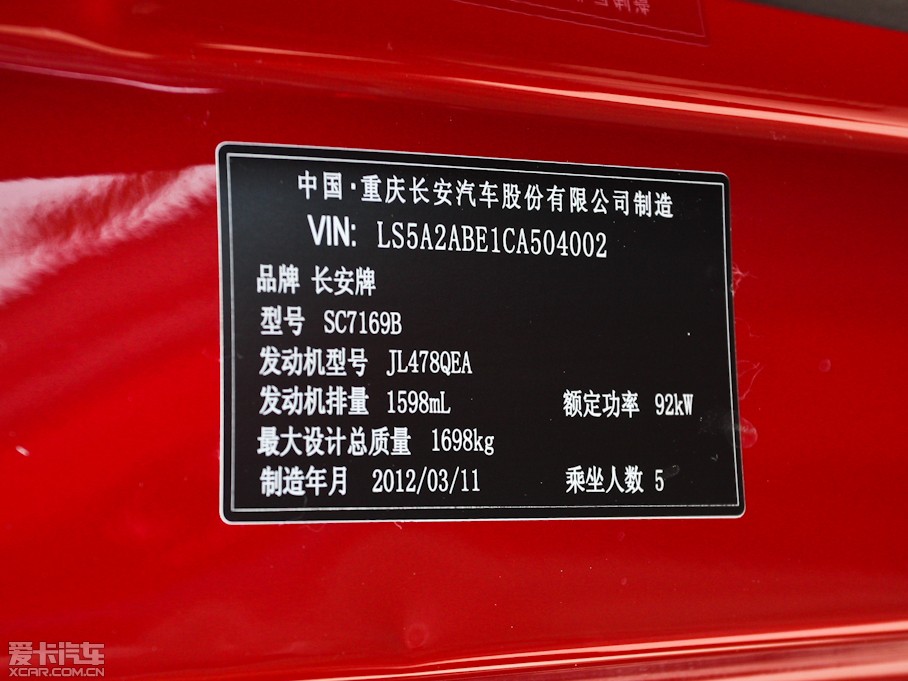 中国·重庆长安汽车股份有限公司制造
VIN: LS5A2ABE1CA504002
品牌 长安牌
型号 SC7169B
发动机型号 JL478QEA
发动机排量 1598mL 额定功率 92kW
最大设计总质量 1698kg
制造年月 2012/03/11 乘坐人数 5
爱卡汽车
XCAR.COM.CN